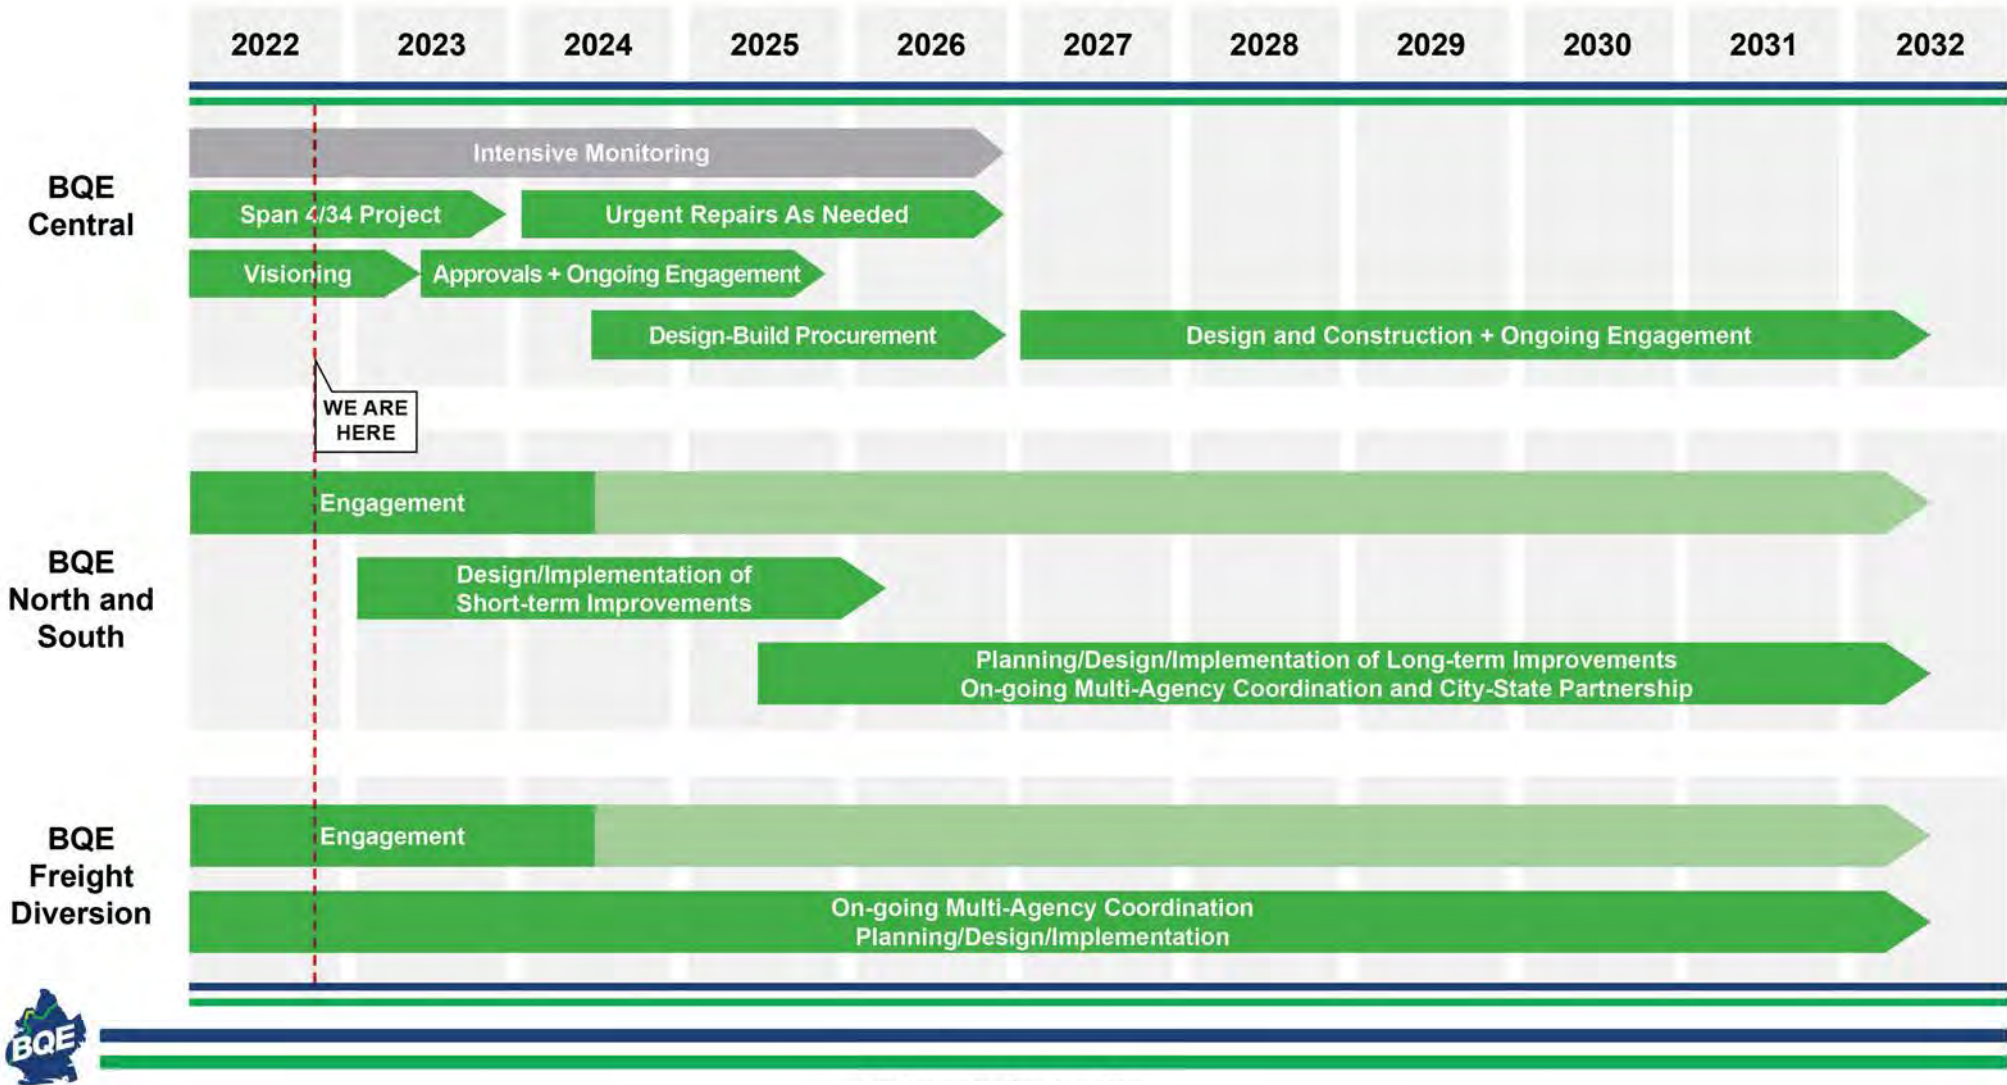 2022 2023 2024 2025 2026 2027 2028 2029 2030 2031 2032
BQE
Central
Intensive Monitoring
Span 4/34 Project
Urgent Repairs As Needed
Visioning
Approvals + Ongoing Engagement
Design-Build Procurement
Design and Construction + Ongoing Engagement
WE ARE
HERE
BQE
North and
South
Engagement
Design/Implementation of
Short-term Improvements
Planning/Design/Implementation of Long-term Improvements
On-going Multi-Agency Coordination and City-State Partnership
BQE
Freight
Diversion
Engagement
On-going Multi-Agency Coordination
Planning/Design/Implementation
BQE